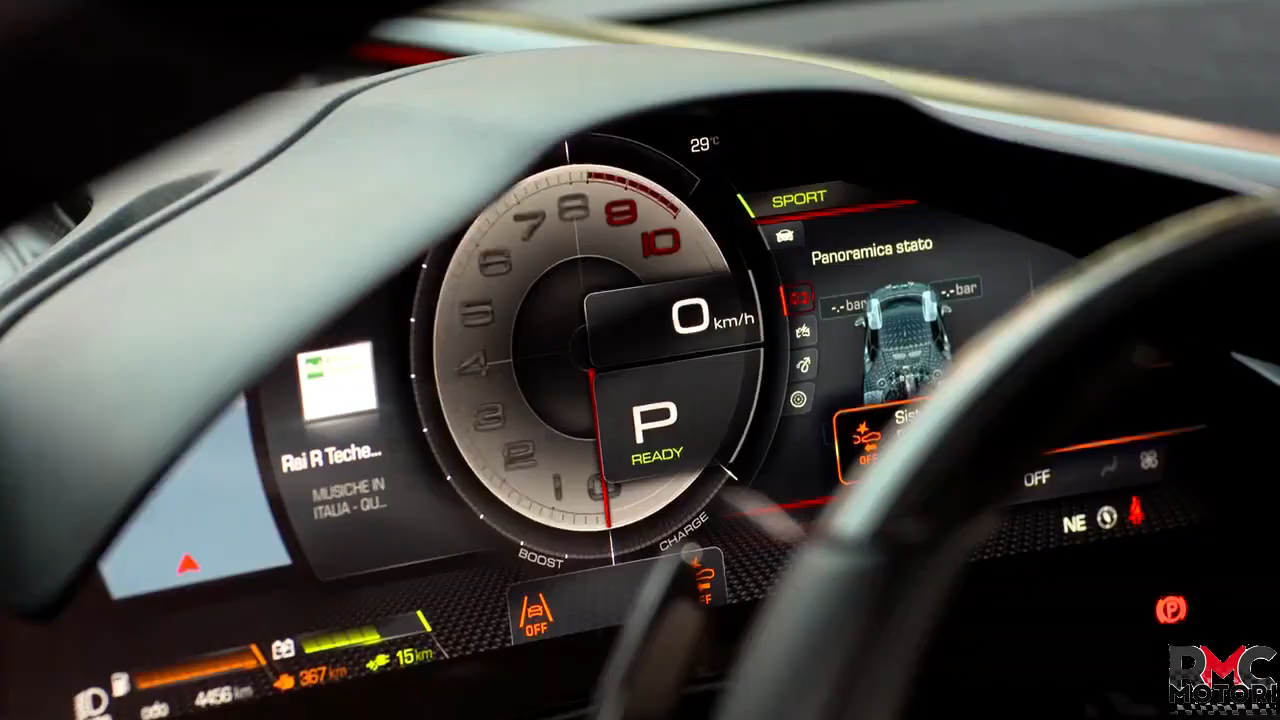 29°C
SPORT
Panoramica stato
-.- bar
-.- bar
7 8 9
6 10
5
4
3
2
1 0
0 km/h
P
READY
Rai R Teche...
MUSICHE IN
ITALIA - QU...
OFF
OFF
NE
BOOST
CHARGE
OFF
367 km
15 km
odo 4456 km
P
RMC
MOTORI